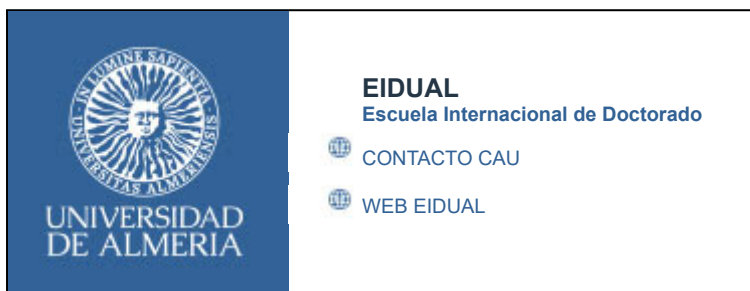 IN LUMINE SAPIENTIA
UNIVERSITAS ALMERIENSIS
UNIVERSIDAD
DE ALMERIA
EIDUAL
Escuela Internacional de Doctorado
CONTACTO CAU
WEB EIDUAL